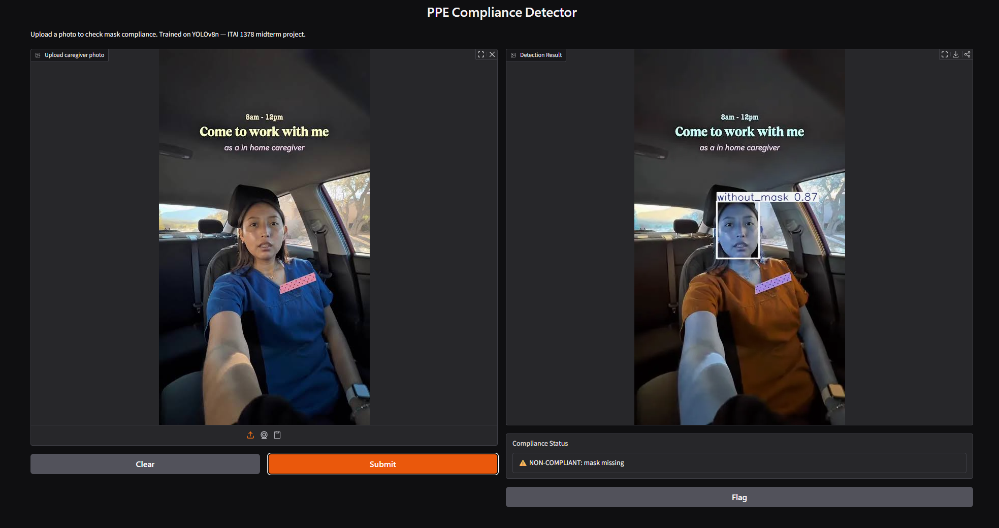 PPE Compliance Detector
Upload a photo to check mask compliance. Trained on YOLOv8n — ITAI 1378 midterm project.
Upload caregiver photo
8am - 12pm
Come to work with me
as a in home caregiver
Clear
Submit
Detection Result
8am - 12pm
Come to work with me
as a in home caregiver
without_mask 0.87
Compliance Status
⚠️ NON-COMPLIANT: mask missing
Flag